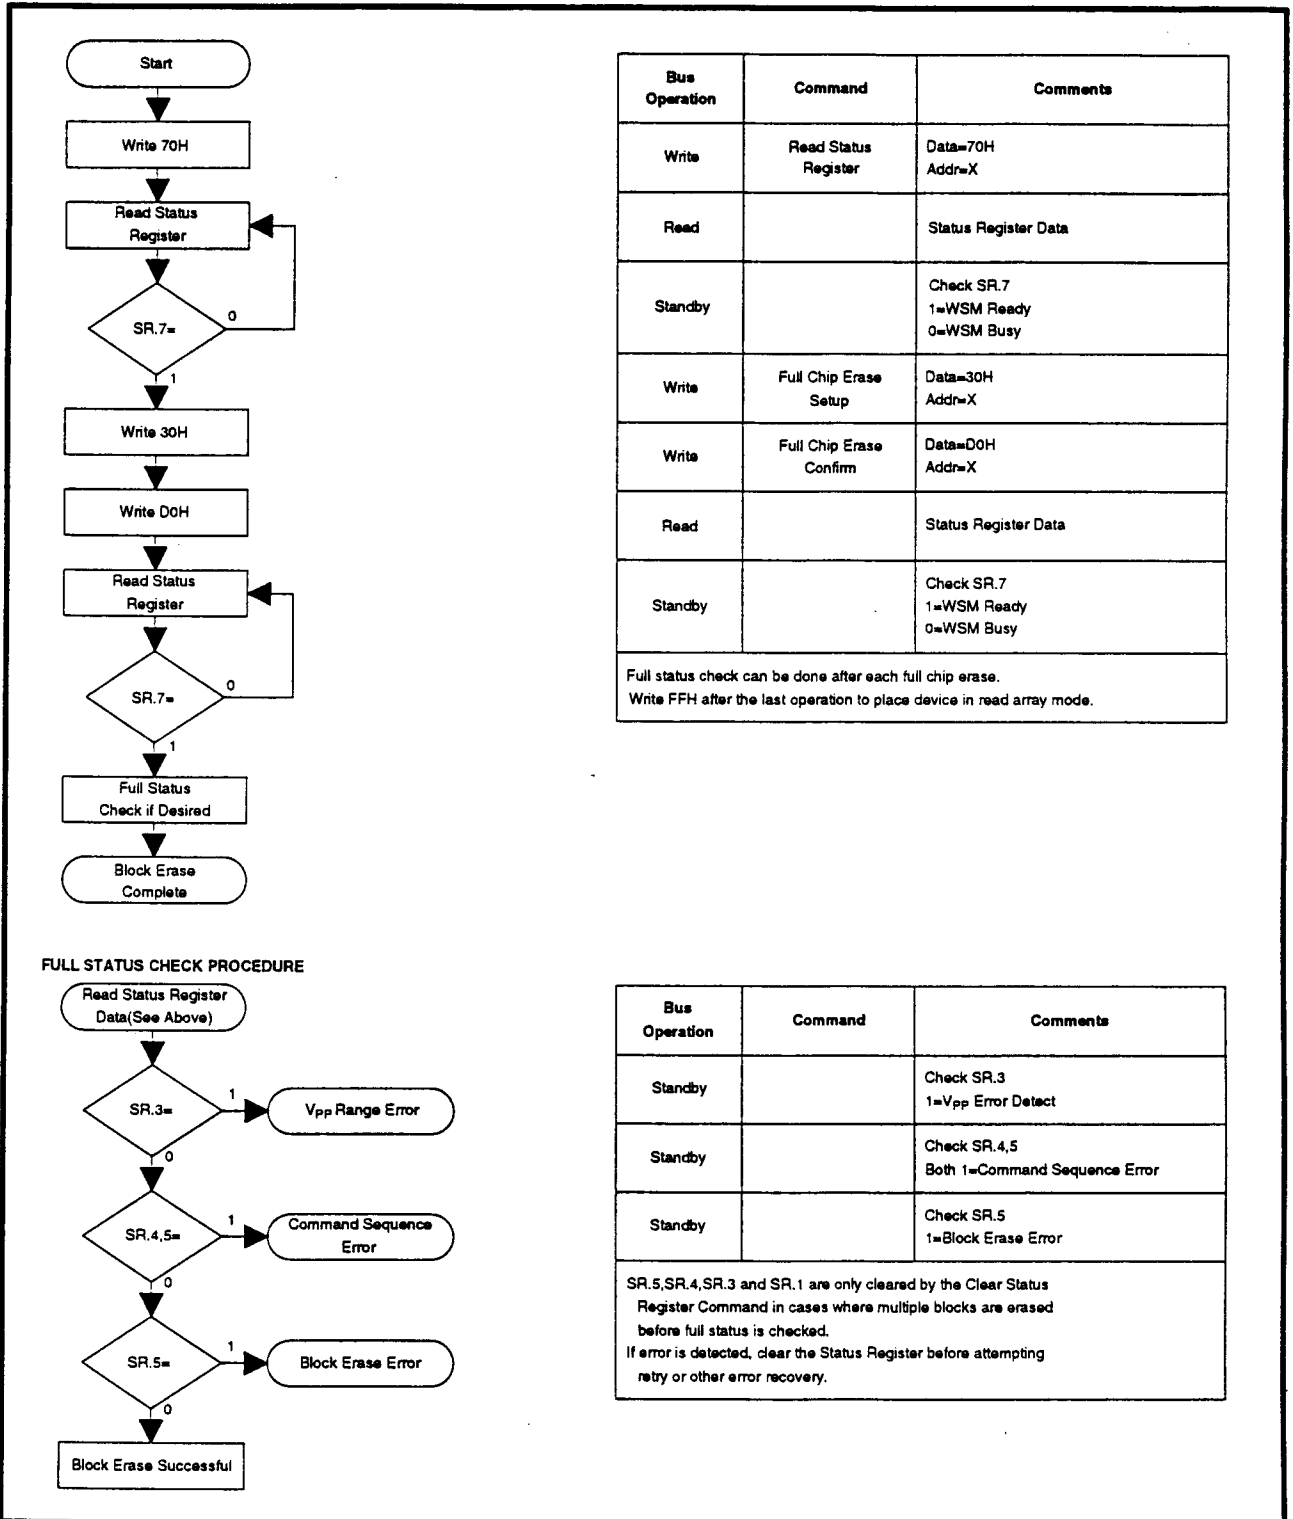 Start
Write 70H
Read Status
Register
SR.7=
0
1
Write 30H
Write D0H
Read Status
Register
SR.7=
0
1
Full Status
Check if Desired
Block Erase
Complete
Bus
Operation
Command
Comments
Write
Read Status
Register
Data=70H
Addr=X
Read
Status Register Data
Standby
Check SR.7
1=WSM Ready
0=WSM Busy
Write
Full Chip Erase
Setup
Data=30H
Addr=X
Write
Full Chip Erase
Confirm
Data=D0H
Addr=X
Read
Status Register Data
Standby
Check SR.7
1=WSM Ready
0=WSM Busy
Full status check can be done after each full chip erase.
Write FFH after the last operation to place device in read array mode.
FULL STATUS CHECK PROCEDURE
Read Status Register
Data(See Above)
SR.3=
1
VPP Range Error
0
SR.4,5=
1
Command Sequence
Error
0
SR.5=
1
Block Erase Error
0
Block Erase Successful
Bus
Operation
Command
Comments
Standby
Check SR.3
1=VPP Error Detect
Standby
Check SR.4,5
Both 1=Command Sequence Error
Standby
Check SR.5
1=Block Erase Error
SR.5,SR.4,SR.3 and SR.1 are only cleared by the Clear Status
Register Command in cases where multiple blocks are erased
before full status is checked.
If error is detected, clear the Status Register before attempting
retry or other error recovery.